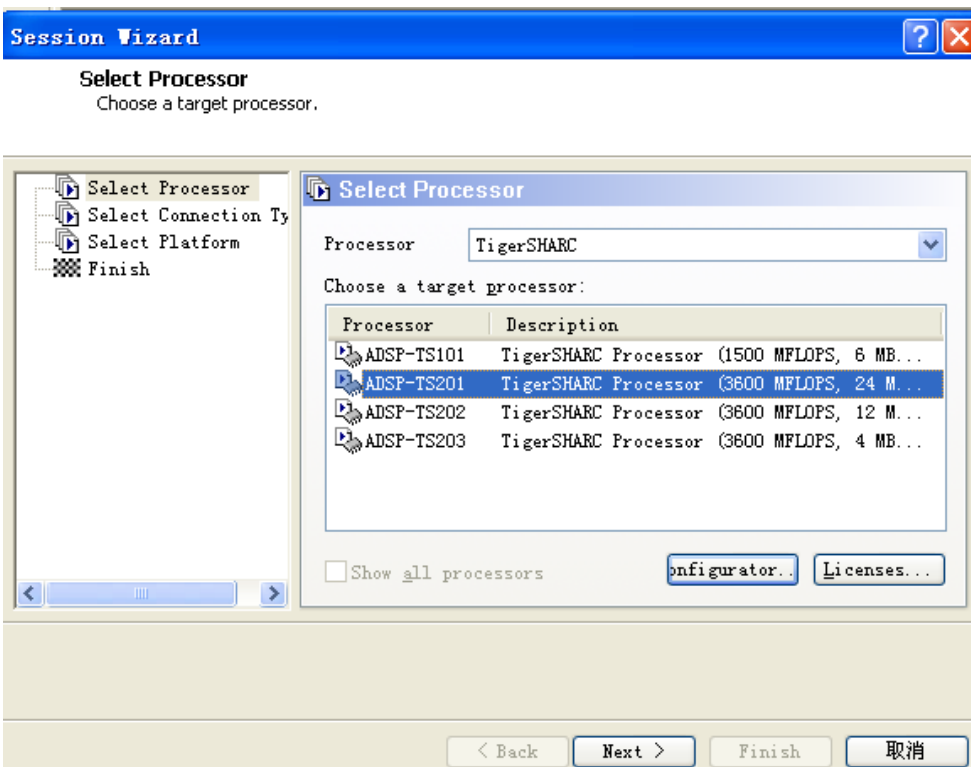 Session Wizard
Select Processor
Choose a target processor.
Select Processor
Select Connection Ty
Select Platform
Finish
Select Processor
Processor TigerSHARC
Choose a target processor:
Processor Description
ADSP-TS101 TigerSHARC Processor (1500 MFLOPS, 6 MB...
ADSP-TS201 TigerSHARC Processor (3600 MFLOPS, 24 M...
ADSP-TS202 TigerSHARC Processor (3600 MFLOPS, 12 M...
ADSP-TS203 TigerSHARC Processor (3600 MFLOPS, 4 MB...
Show all processors onfigurator.. Licenses...
< Back Next > Finish 取消